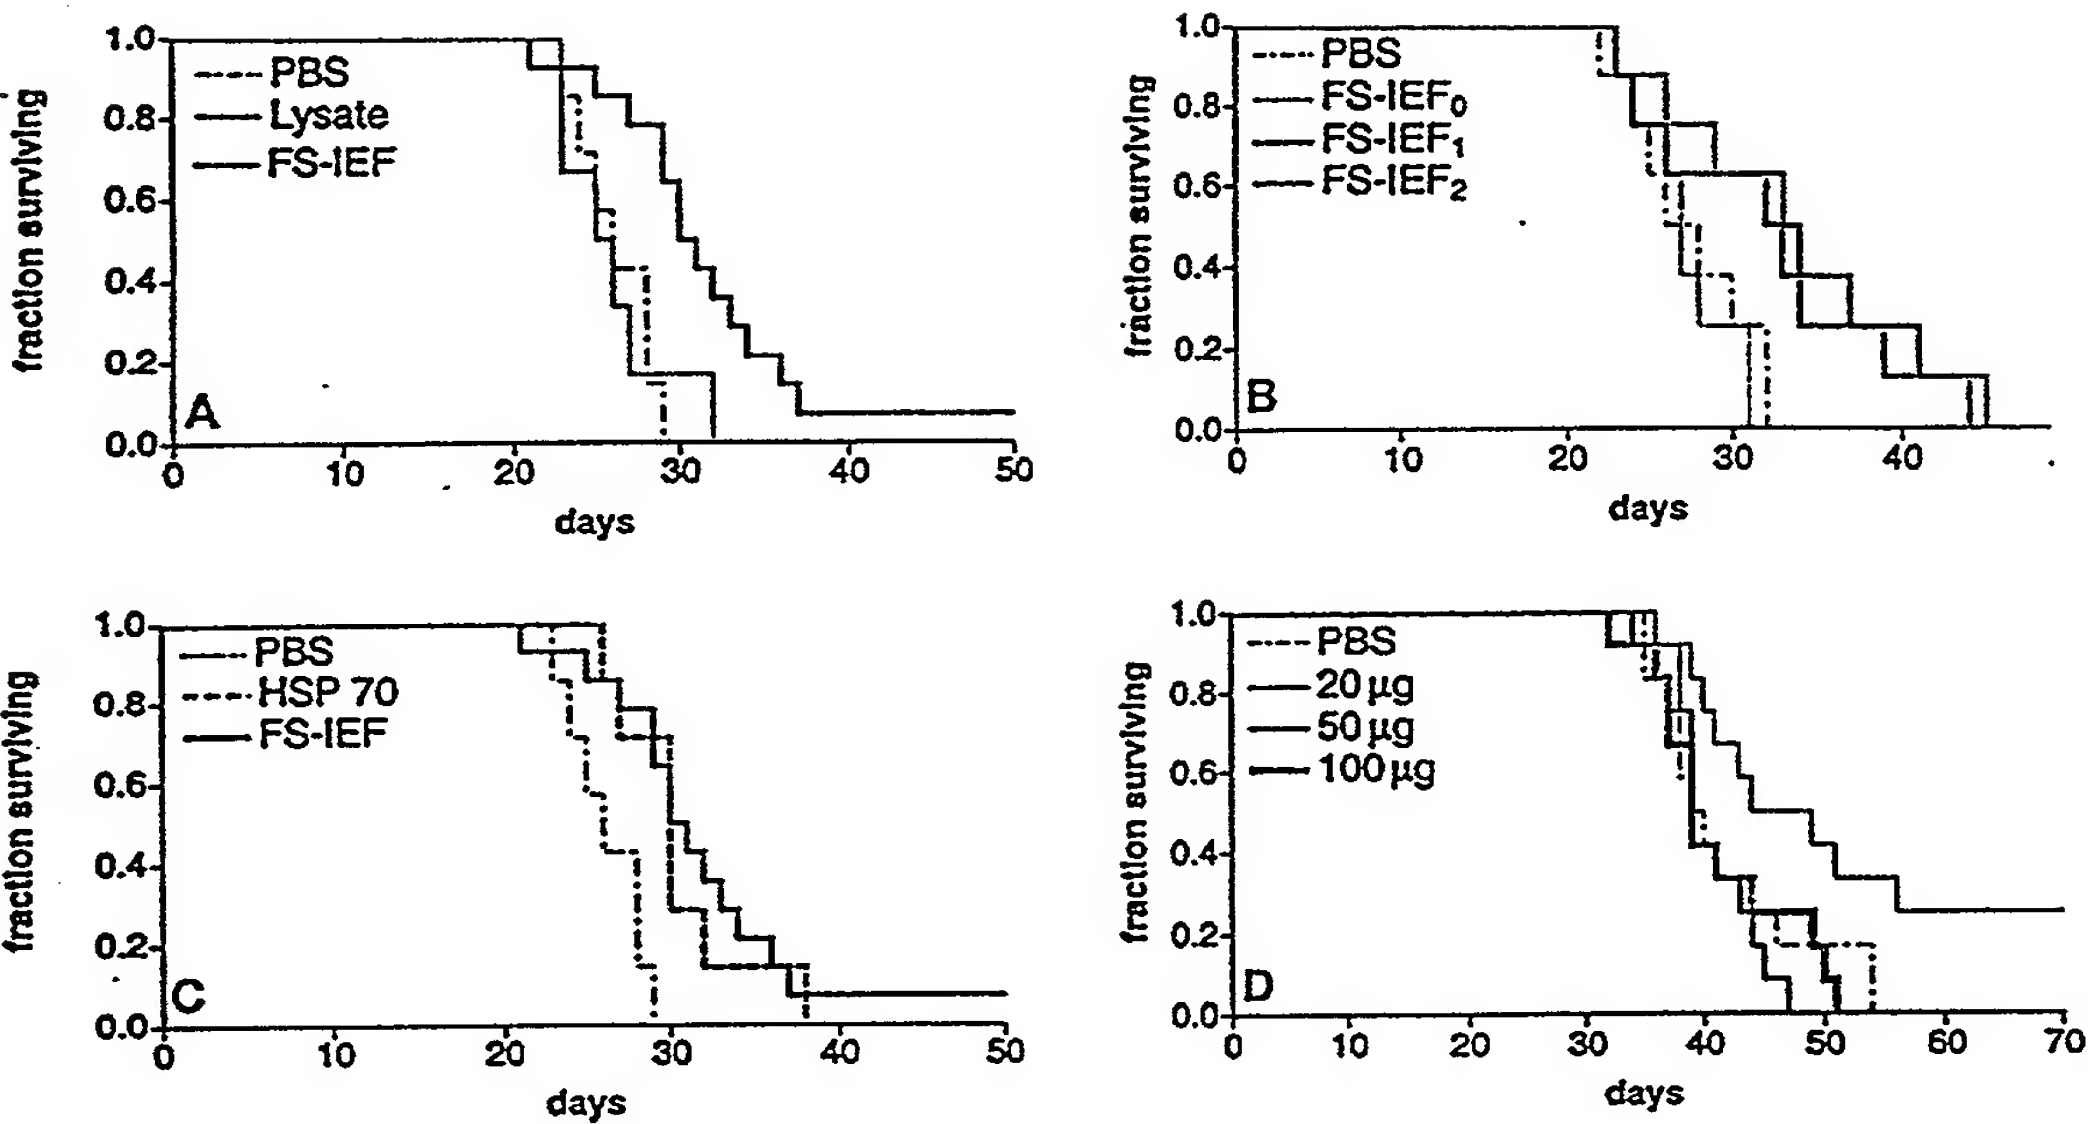 fraction surviving
1.0
0.8
0.6
0.4
0.2
0.0
PBS
Lysate
FS-IEF
A
0 10 20 30 40 50
days
fraction surviving
1.0
0.8
0.6
0.4
0.2
0.0
PBS
FS-IEF₀
FS-IEF₁
FS-IEF₂
B
0 10 20 30 40
days
fraction surviving
1.0
0.8
0.6
0.4
0.2
0.0
PBS
HSP 70
FS-IEF
C
0 10 20 30 40 50
days
fraction surviving
1.0
0.8
0.6
0.4
0.2
0.0
PBS
20 µg
50 µg
100 µg
D
0 10 20 30 40 50 60 70
days